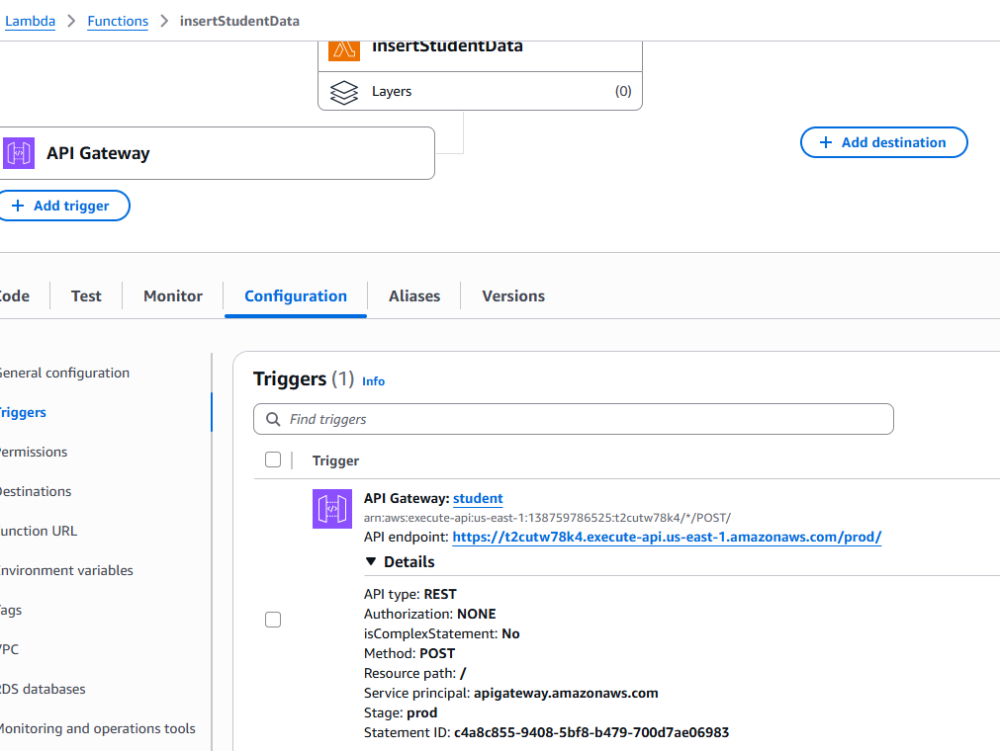 Lambda > Functions > insertStudentData
insertStudentData
Layers (0)
API Gateway
+ Add destination
+ Add trigger
ode Test Monitor Configuration Aliases Versions
eneral configuration
riggers
ermissions
estinations
unction URL
nvironment variables
ags
VPC
RDS databases
Monitoring and operations tools
Triggers (1) Info
Find triggers
Trigger
API Gateway: student
arn:aws:execute-api:us-east-1:138759786525:t2cutw78k4/*/POST/
API endpoint: https://t2cutw78k4.execute-api.us-east-1.amazonaws.com/prod/
▼ Details
API type: REST
Authorization: NONE
isComplexStatement: No
Method: POST
Resource path: /
Service principal: apigateway.amazonaws.com
Stage: prod
Statement ID: c4a8c855-9408-5bf8-b479-700d7ae06983